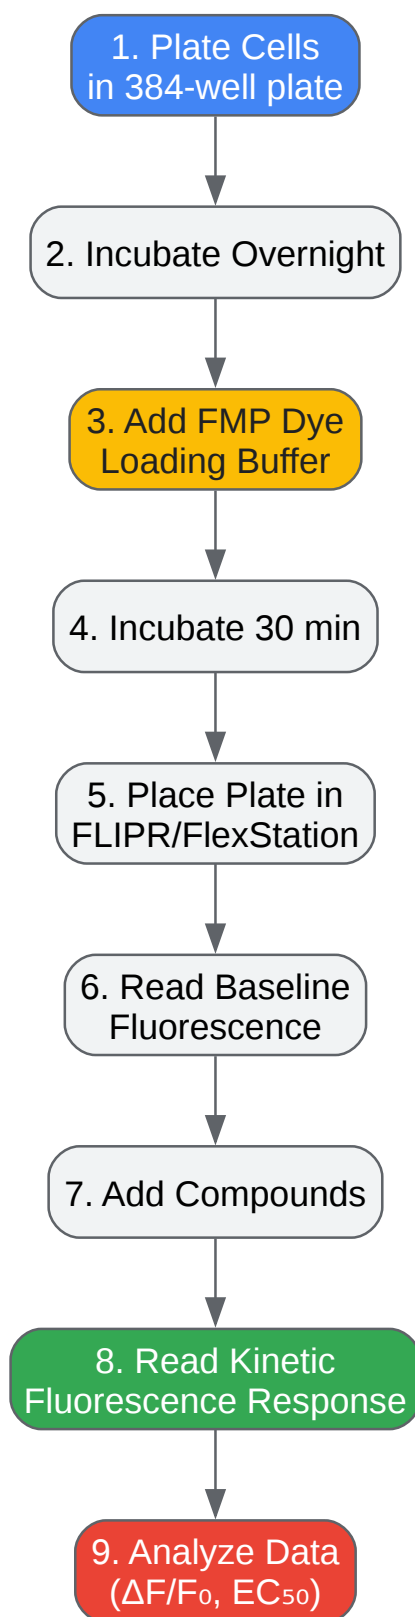 1. Plate Cells
in 384-well plate
2. Incubate Overnight
3. Add FMP Dye
Loading Buffer
4. Incubate 30 min
5. Place Plate in
FLIPR/FlexStation
6. Read Baseline
Fluorescence
7. Add Compounds
8. Read Kinetic
Fluorescence Response
9. Analyze Data
(ΔF/F₀, EC₅₀)